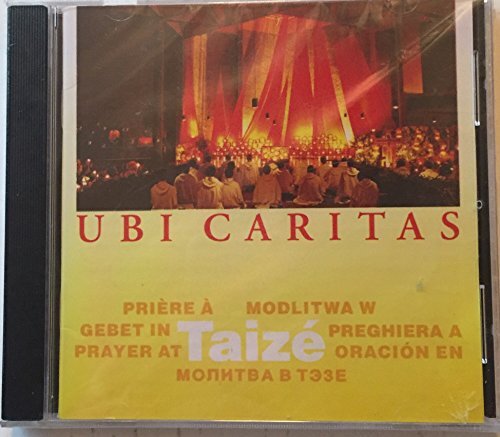 UBI CARITAS
PRIÈRE À MODLITWA W
GEBET IN Taizé PREGHIERA A
PRAYER AT ORACIÓN EN
МОЛИТВА В ТЭЗЕ